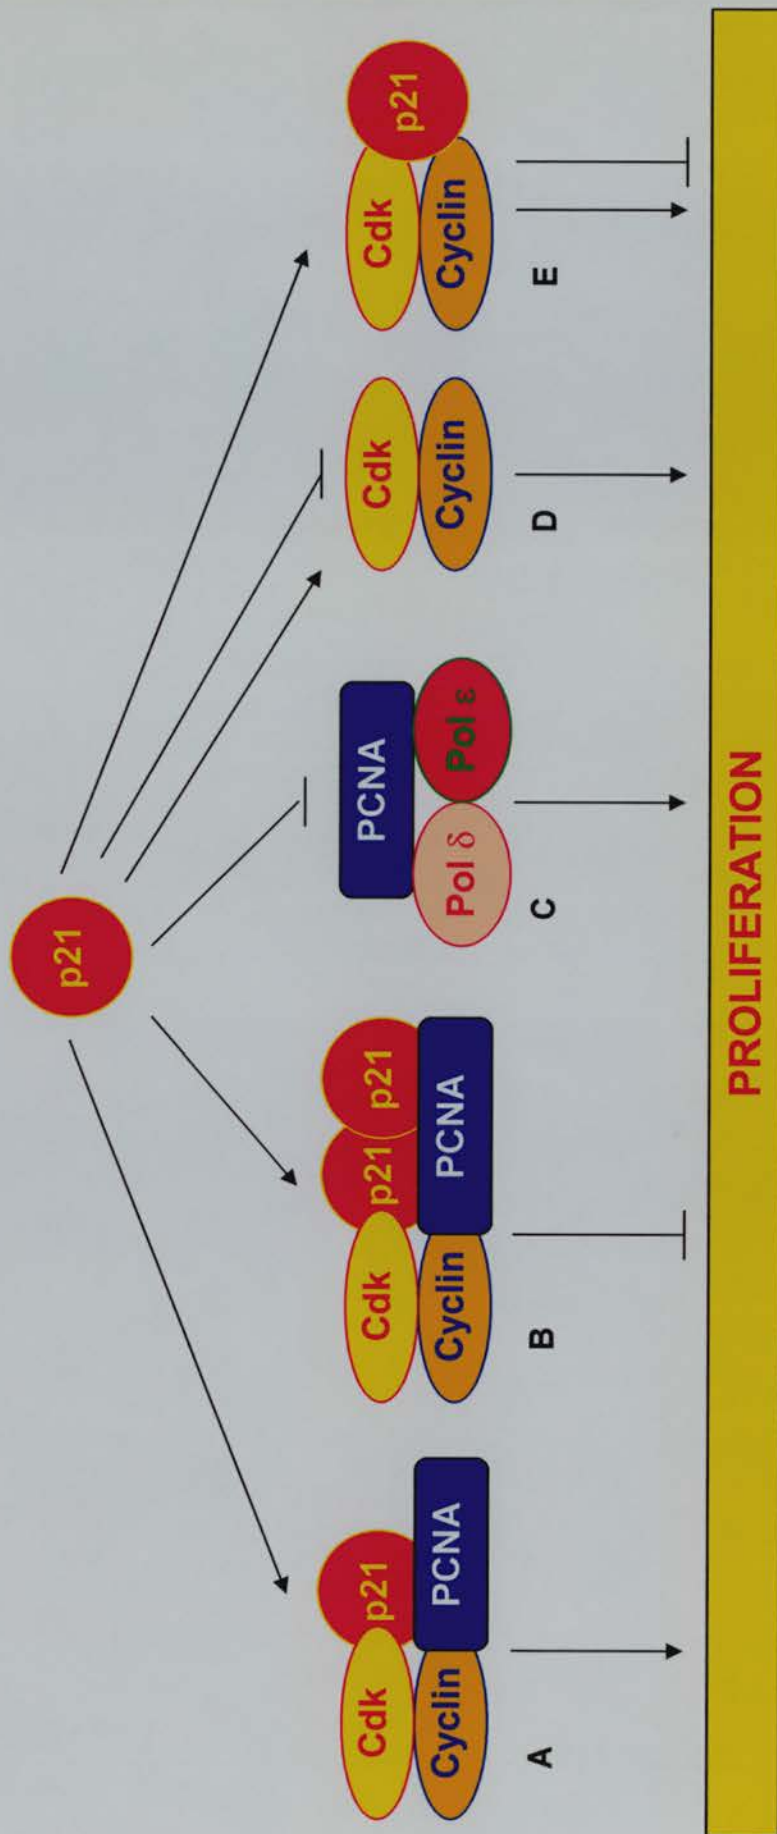 p21
Cdk
p21
Cyclin
PCNA
A
Cdk
p21
p21
Cyclin
PCNA
B
PCNA
Pol δ
Pol ε
C
Cdk
Cyclin
D
Cdk
p21
Cyclin
E
PROLIFERATION